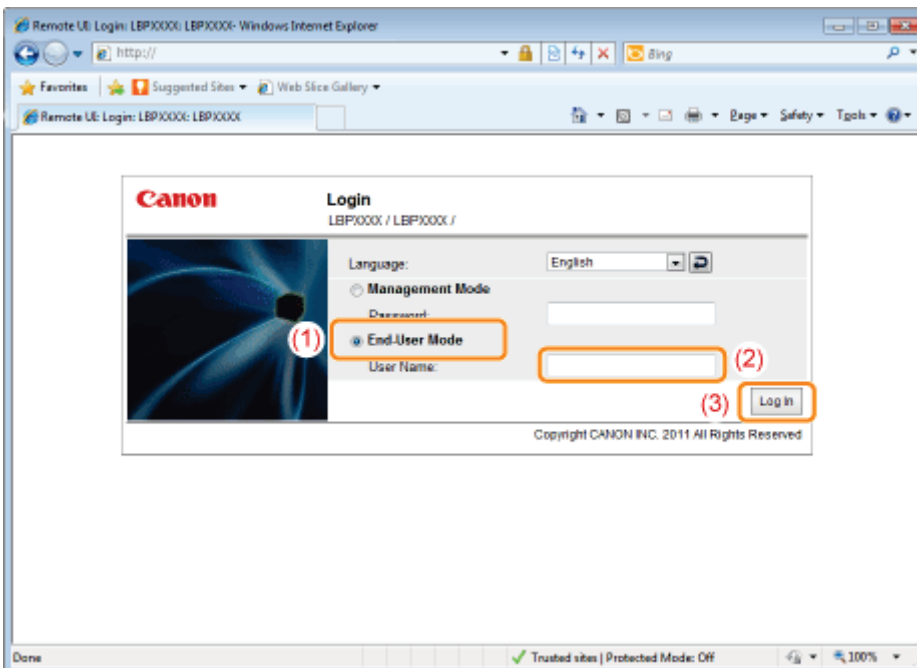 Remote UI: Login: LBPXXXX: LBPXXXX- Windows Internet Explorer
http:// Bing
Favorites Suggested Sites Web Slice Gallery
Remote UI: Login: LBPXXXX: LBPXXXX Page Safety Tools
Canon Login
LBPXXXX / LBPXXXX /
Language: English
Management Mode
Password:
(1) End-User Mode
User Name: (2)
(3) Log In
Copyright CANON INC. 2011 All Rights Reserved
Done Trusted sites | Protected Mode: Off 100%